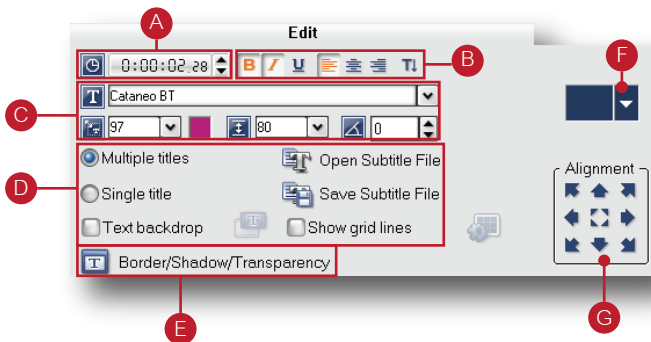 A
Edit
F
0:00:02.28
B I U T
B
C
T Cataneo BT
97 80 0
D
Multiple titles Open Subtitle File
Single title Save Subtitle File
Text backdrop T Show grid lines
Alignment
T Border/Shadow/Transparency
E
G